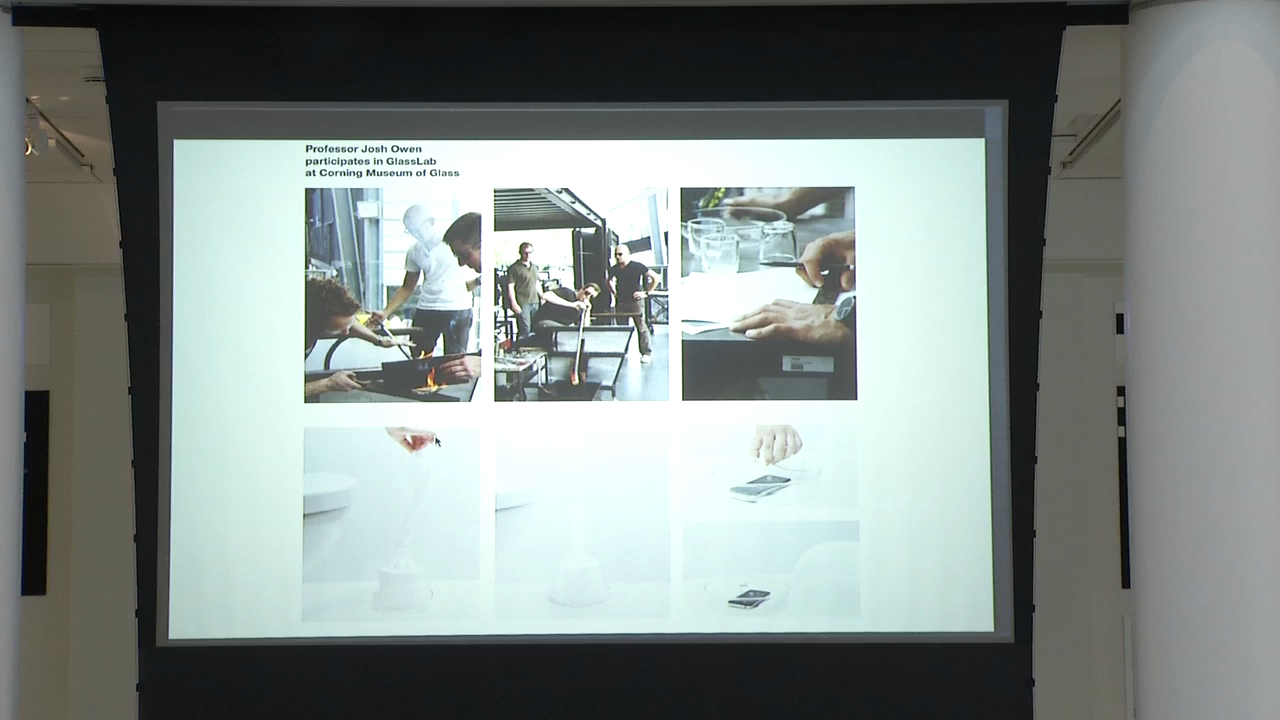 Professor Josh Owen
participates in GlassLab
at Corning Museum of Glass